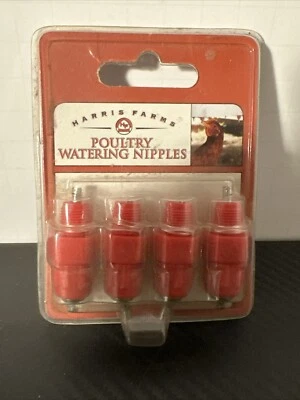 HARRIS FARMS
POULTRY
WATERING NIPPLES